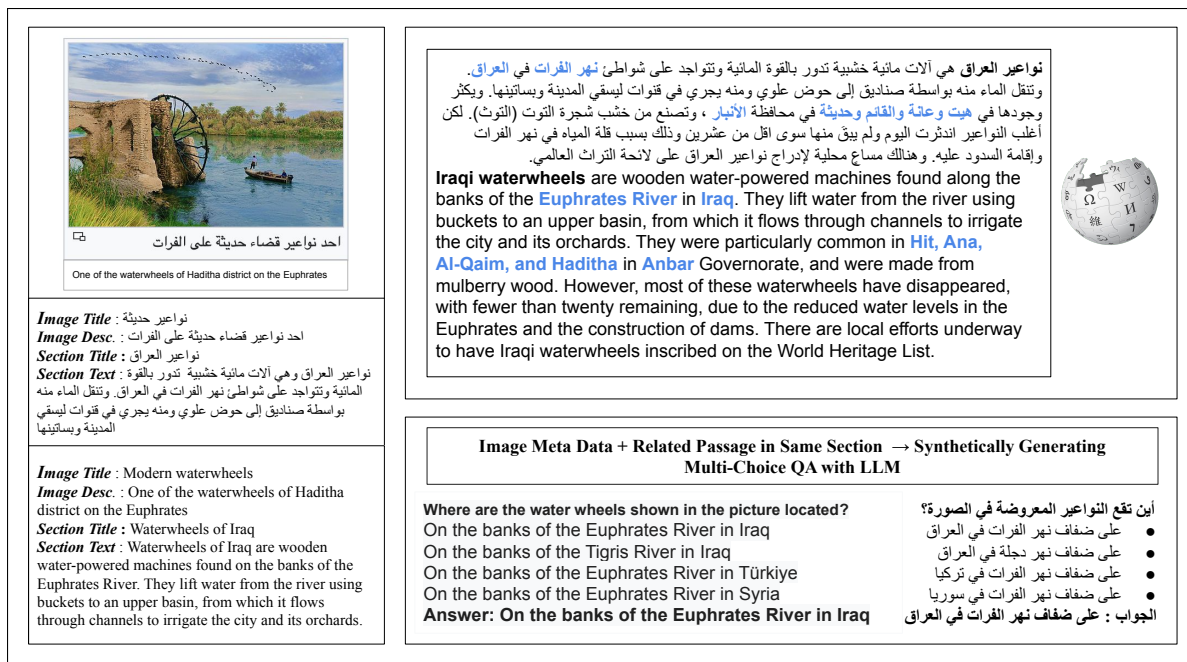 احد نواعير قضاء حديثة على الفرات
One of the waterwheels of Haditha district on the Euphrates
Image Title : نواعير حديثة
Image Desc. : احد نواعير قضاء حديثة على الفرات
Section Title : نواعير العراق
Section Text : نواعير العراق وهي آلات مائية خشبية تدور بالقوة
المائية وتتواجد على شواطئ نهر الفرات في العراق. وتنقل الماء منه
بواسطة صناديق إلى حوض علوي ومنه يجري في قنوات ليسقي
المدينة وبساتينها
Image Title : Modern waterwheels
Image Desc. : One of the waterwheels of Haditha
district on the Euphrates
Section Title : Waterwheels of Iraq
Section Text : Waterwheels of Iraq are wooden
water-powered machines found on the banks of the
Euphrates River. They lift water from the river using
buckets to an upper basin, from which it flows
through channels to irrigate the city and its orchards.
نواعير العراق هي آلات مائية خشبية تدور بالقوة المائية وتتواجد على شواطئ نهر الفرات في العراق.
وتنقل الماء منه بواسطة صناديق إلى حوض علوي ومنه يجري في قنوات ليسقي المدينة وبساتينها. ويكثر
وجودها في هيت وعانة والقائم وحديثة في محافظة الأنبار ، وتصنع من خشب شجرة التوت (التوث). لكن
أغلب النواعير اندثرت اليوم ولم يبقَ منها سوى اقل من عشرين وذلك بسبب قلة المياه في نهر الفرات
وإقامة السدود عليه. وهنالك مساعٍ محلية لإدراج نواعير العراق على لائحة التراث العالمي.
Iraqi waterwheels are wooden water-powered machines found along the
banks of the Euphrates River in Iraq. They lift water from the river using
buckets to an upper basin, from which it flows through channels to irrigate
the city and its orchards. They were particularly common in Hit, Ana,
Al-Qaim, and Haditha in Anbar Governorate, and were made from
mulberry wood. However, most of these waterwheels have disappeared,
with fewer than twenty remaining, due to the reduced water levels in the
Euphrates and the construction of dams. There are local efforts underway
to have Iraqi waterwheels inscribed on the World Heritage List.
Image Meta Data + Related Passage in Same Section → Synthetically Generating
Multi-Choice QA with LLM
Where are the water wheels shown in the picture located?
On the banks of the Euphrates River in Iraq
On the banks of the Tigris River in Iraq
On the banks of the Euphrates River in Türkiye
On the banks of the Euphrates River in Syria
Answer: On the banks of the Euphrates River in Iraq
أين تقع النواعير المعروضة في الصورة؟
● على ضفاف نهر الفرات في العراق
● على ضفاف نهر دجلة في العراق
● على ضفاف نهر الفرات في تركيا
● على ضفاف نهر الفرات في سوريا
الجواب : على ضفاف نهر الفرات في العراق